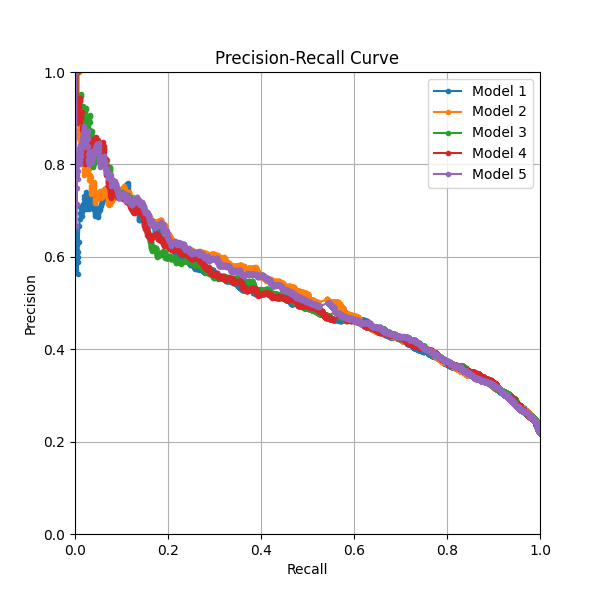 Precision-Recall Curve
1.0
0.8
0.6
0.4
0.2
0.0
Precision
Model 1
Model 2
Model 3
Model 4
Model 5
0.0 0.2 0.4 0.6 0.8 1.0
Recall